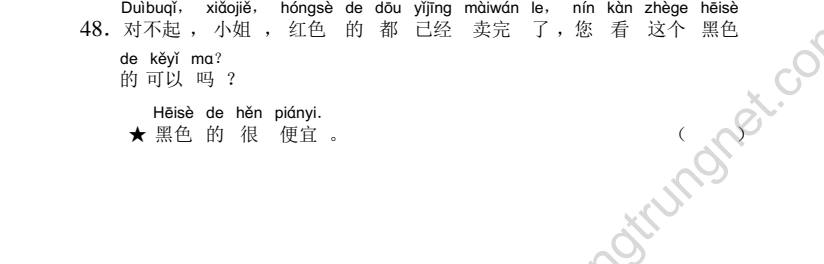 Duìbuqǐ, xiǎojiě, hóngsè de dōu yǐjīng màiwán le, nín kàn zhège hēisè
48. 对不起，小姐，红色 的 都 已经 卖完 了，您 看 这个 黑色
de kěyǐ ma?
的 可以 吗 ？
Hēisè de hěn piányi.
★ 黑色 的 很 便宜 。 （ ）
ngtrungnet.com